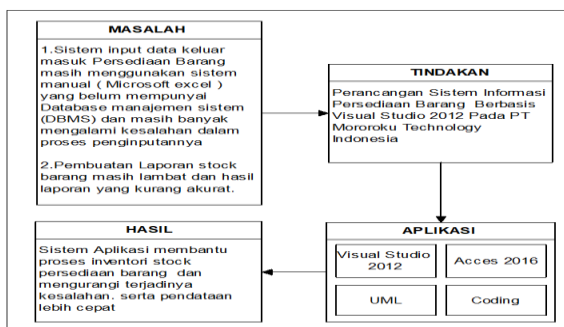 MASALAH
1.Sistem input data keluar
masuk Persediaan Barang
masih menggunakan sistem
manual ( Microsoft excel )
yang belum mempunyai
Database manajemen sistem
(DBMS) dan masih banyak
mengalami kesalahan dalam
proses penginputannya
2.Pembuatan Laporan stock
barang masih lambat dan hasil
laporan yang kurang akurat.
TINDAKAN
Perancangan Sistem Informasi
Persediaan Barang Berbasis
Visual Studio 2012 Pada PT
Mororoku Technology
Indonesia
HASIL
Sistem Aplikasi membantu
proses inventori stock
persediaan barang dan
mengurangi terjadinya
kesalahan. serta pendataan
lebih cepat
APLIKASI
Visual Studio
2012
Acces 2016
UML
Coding